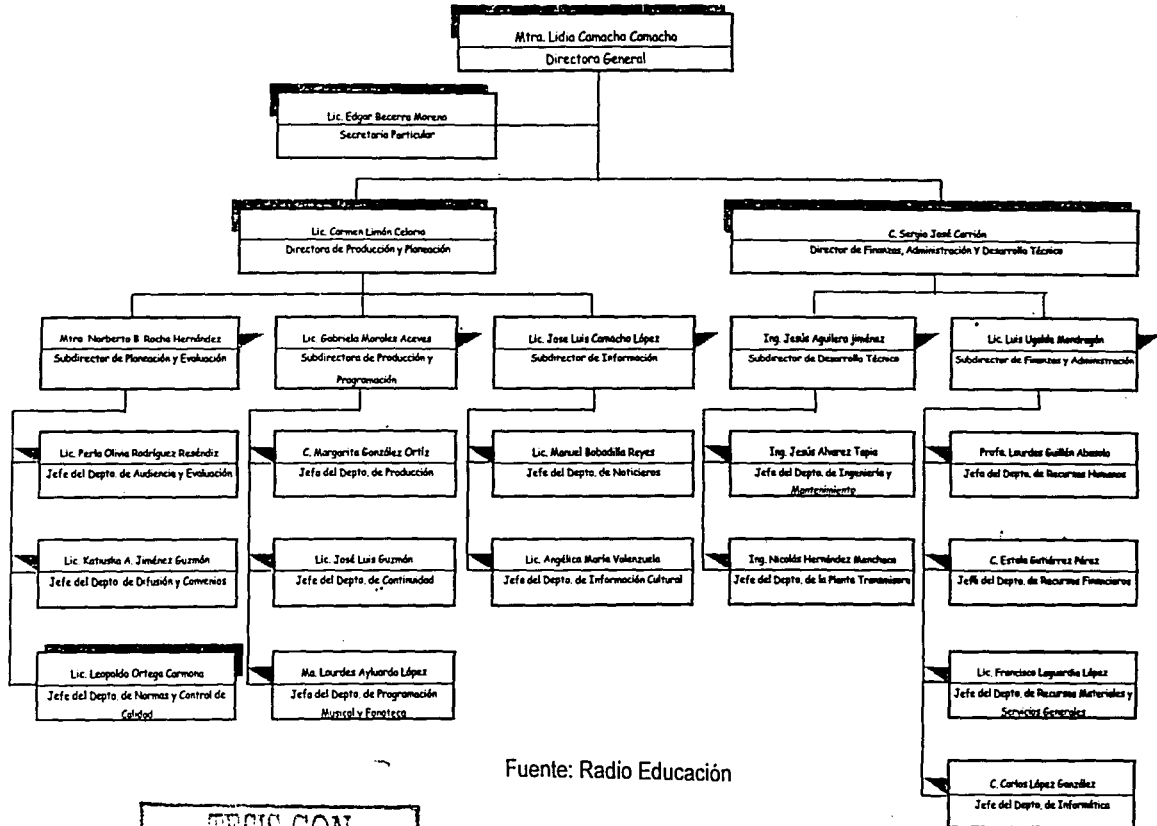 Mtra. Lidia Camacho Camacho
Directora General
Lic. Edgar Becerra Moreno
Secretario Particular
Lic. Carmen Limón Celorio
Directora de Producción y Planeación
C. Sergio José Carrión
Director de Finanzas, Administración Y Desarrollo Técnico
Mtro. Norberto B. Rocha Hernández
Subdirector de Planeación y Evaluación
Lic. Gabriela Morales Aceves
Subdirectora de Producción y
Programación
Lic. Jose Luis Camacho López
Subdirector de Información
Ing. Jesús Aguilera jiménez
Subdirector de Desarrollo Técnico
Lic. Luis Ugalde Mondragón
Subdirector de Finanzas y Administración
Lic. Perla Olivia Rodríguez Reséndiz
Jefe del Depto. de Audiencia y Evaluación
C. Margarita González Ortíz
Jefa del Depto. de Producción
Lic. Manuel Bobadilla Reyes
Jefe del Depto. de Noticieros
Ing. Jesús Alvarez Tapia
Jefe del Depto. de Ingeniería y
Mantenimiento
Profa. Lourdes Guillén Abasolo
Jefa del Depto. de Recursos Humanos
Lic. Katiuska A. Jiménez Guzmán
Jefe del Depto. de Difusión y Convenios
Lic. José Luis Guzmán
Jefe del Depto. de Continuidad
Lic. Angélica María Valenzuela
Jefe del Depto. de Información Cultural
Ing. Nicolás Hernández Menchaca
Jefe del Depto. de la Planta Transmisora
C. Estela Gutiérrez Pérez
Jefa del Depto. de Recursos Financieros
Lic. Leopoldo Ortega Carmona
Jefe del Depto. de Normas y Control de
Calidad
Ma. Lourdes Ayluardo López
Jefa del Depto. de Programación
Musical y Fonoteca
Lic. Francisco Laguardia López
Jefe del Depto. de Recursos Materiales y
Servicios Generales
C. Carlos López González
Jefe del Depto. de Informática
Fuente: Radio Educación
TESIS CON